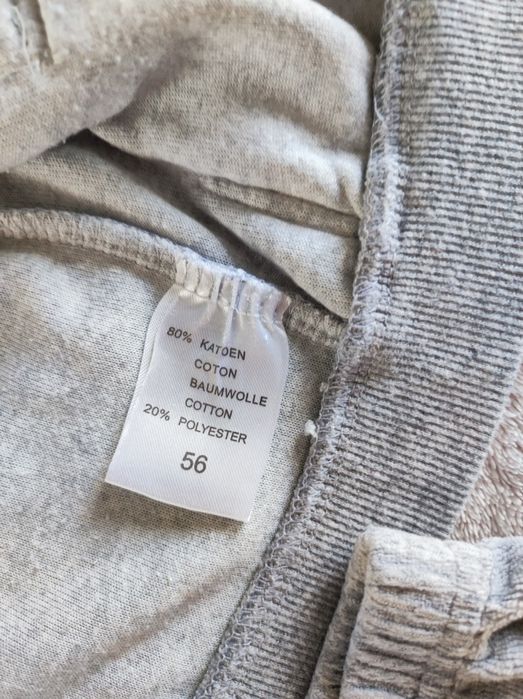 80% KATOEN
COTON
BAUMWOLLE
COTTON
20% POLYESTER
56